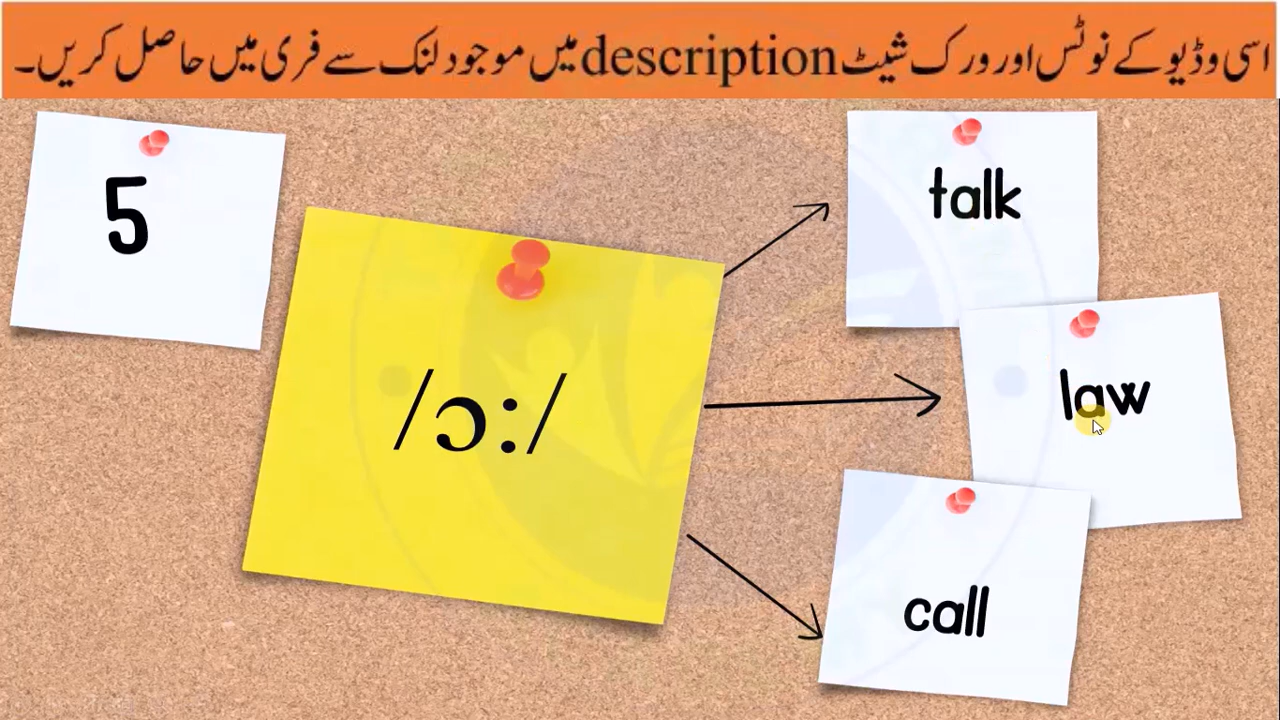 اسی وڈیو کے نوٹس اور ورک شیٹ description میں موجود لنک سے فری میں حاصل کریں۔
5
/ɔː/
talk
law
call